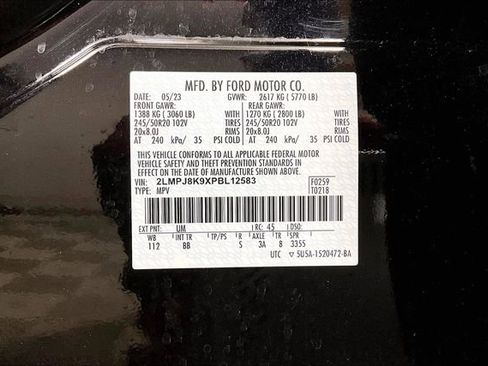 MFD. BY FORD MOTOR CO.
DATE: 05/23 GVWR: 2617 KG ( 5770 LB)
FRONT GAWR: REAR GAWR:
1388 KG ( 3060 LB) WITH 1270 KG ( 2800 LB) WITH
245/50R20 102V TIRES 245/50R20 102V TIRES
20x8.0J RIMS 20x8.0J RIMS
AT 240 kPa/ 35 PSI COLD AT 240 kPa/ 35 PSI COLD
THIS VEHICLE CONFORMS TO ALL APPLICABLE FEDERAL MOTOR
VEHICLE SAFETY AND THEFT PREVENTION STANDARDS IN
EFFECT ON THE DATE OF MANUFACTURE SHOWN ABOVE.
VIN: 2LMPJ8K9XPBL12583 F0259
TYPE: MPV T0218
EXT PNT: UM RC: 45 DSO:
WB INT TR TP/PS R AXLE TR SPR
112 BB S 3A 8 3355
UTC 5U5A-1520472-BA